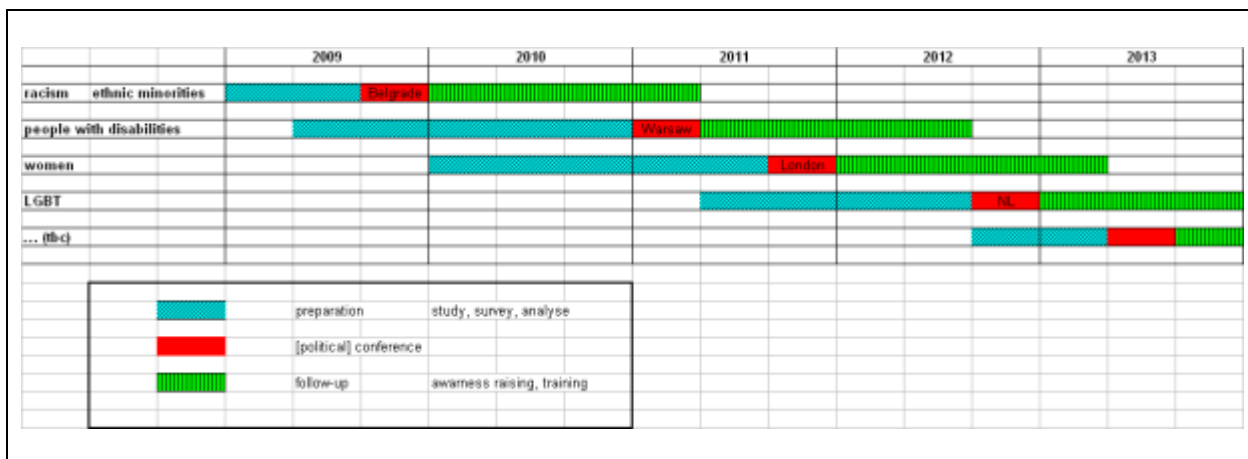 2009 2010 2011 2012 2013
racism ethnic minorities Belgrade
people with disabilities Warsaw
women London
LGBT NL
... (tbc)
preparation study, survey, analyse
[political] conference
follow-up awarness raising, training